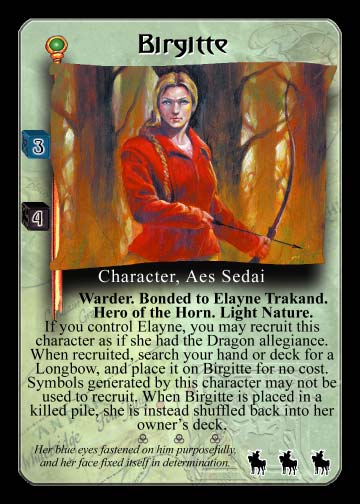 Birgitte
3
4
Character, Aes Sedai
Warder. Bonded to Elayne Trakand.
Hero of the Horn. Light Nature.
If you control Elayne, you may recruit this
character as if she had the Dragon allegiance.
When recruited, search your hand or deck for a
Longbow, and place it on Birgitte for no cost.
Symbols generated by this character may not be
used to recruit. When Birgitte is placed in a
killed pile, she is instead shuffled back into her
owner's deck.
Her blue eyes fastened on him purposefully,
and her face fixed itself in determination.